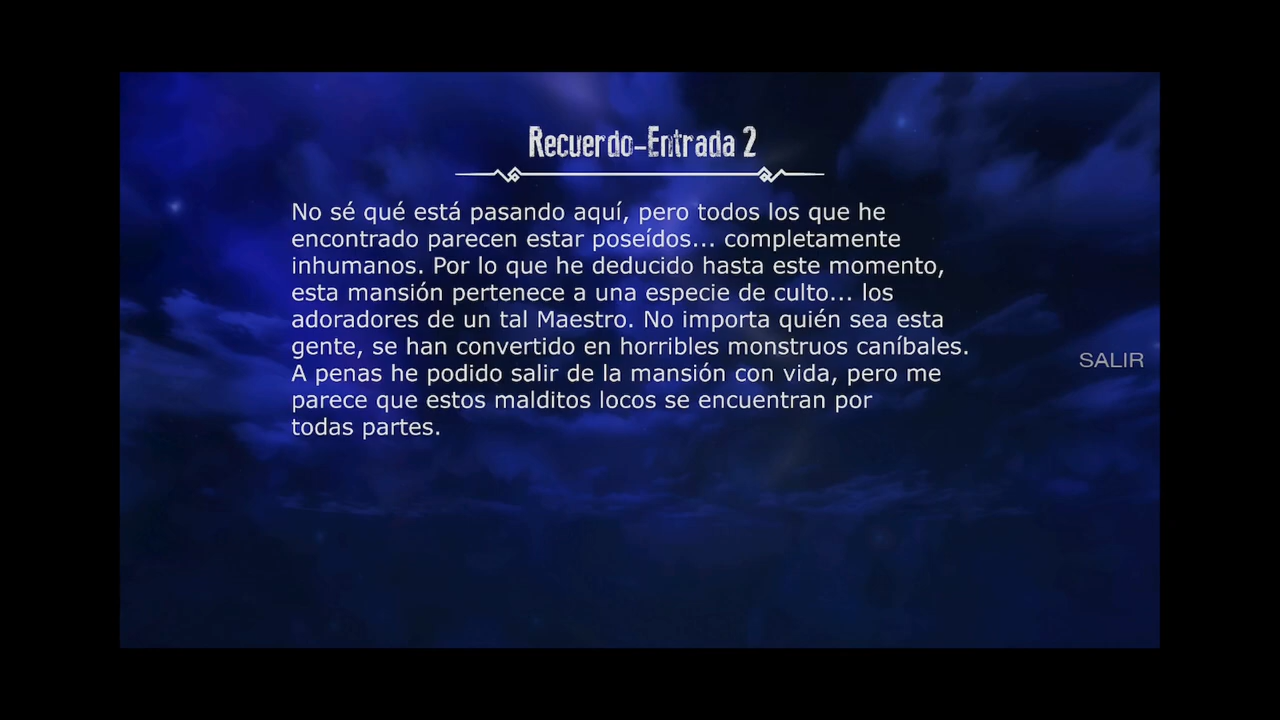 Recuerdo-Entrada 2
No sé qué está pasando aquí, pero todos los que he
encontrado parecen estar poseídos... completamente
inhumanos. Por lo que he deducido hasta este momento,
esta mansión pertenece a una especie de culto... los
adoradores de un tal Maestro. No importa quién sea esta
gente, se han convertido en horribles monstruos caníbales.
A penas he podido salir de la mansión con vida, pero me
parece que estos malditos locos se encuentran por
todas partes.
SALIR